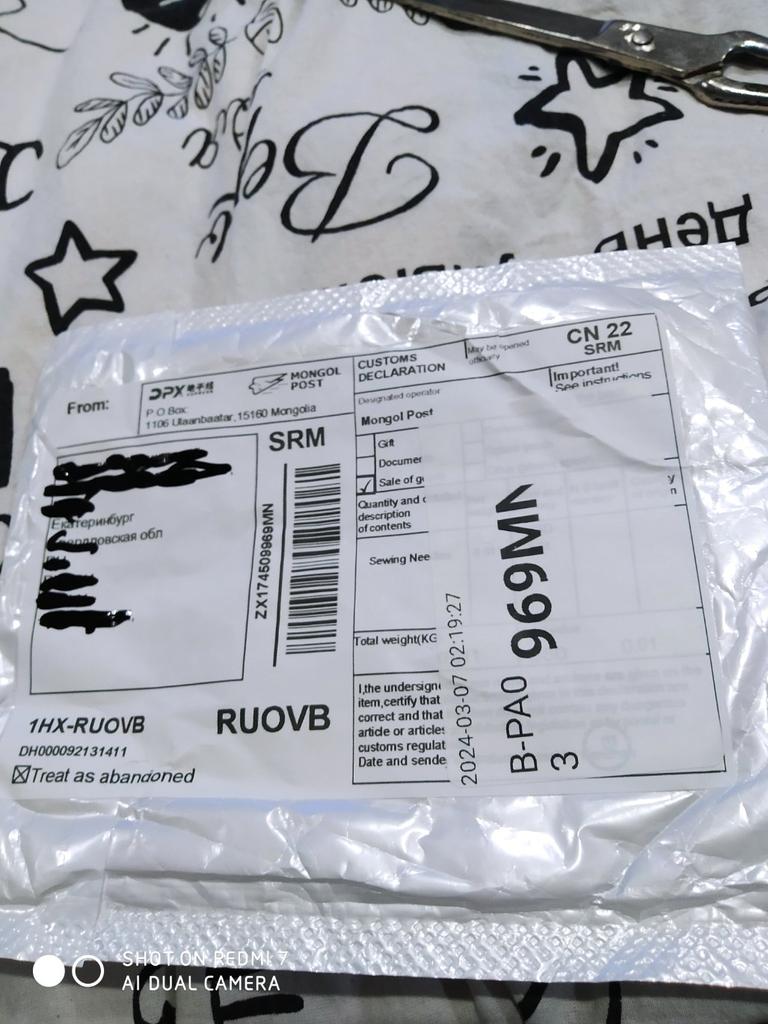 Вера
День
From:
DPX
MONGOL
POST
P.O.Box:
1106 Ulaanbaatar,15160 Mongolia
CUSTOMS
DECLARATION
May be opened
officially
CN 22
SRM
Important!
See instructions
Designated operator
Mongol Post
Gift
Documen
Sale of g
Quantity and
description
of contents
Sewing Nee
Total weight(KG
I,the undersigne
item,certify that
correct and that
article or articles
customs regulat
Date and sende
SRM
ZX174509969MN
Екатеринбург
рдловская обл
1HX-RUOVB
RUOVB
DH000092131411
Treat as abandoned
2024-03-07 02:19:27
B-PA0 969MN
3
SHOT ON REDMI 7
AI DUAL CAMERA